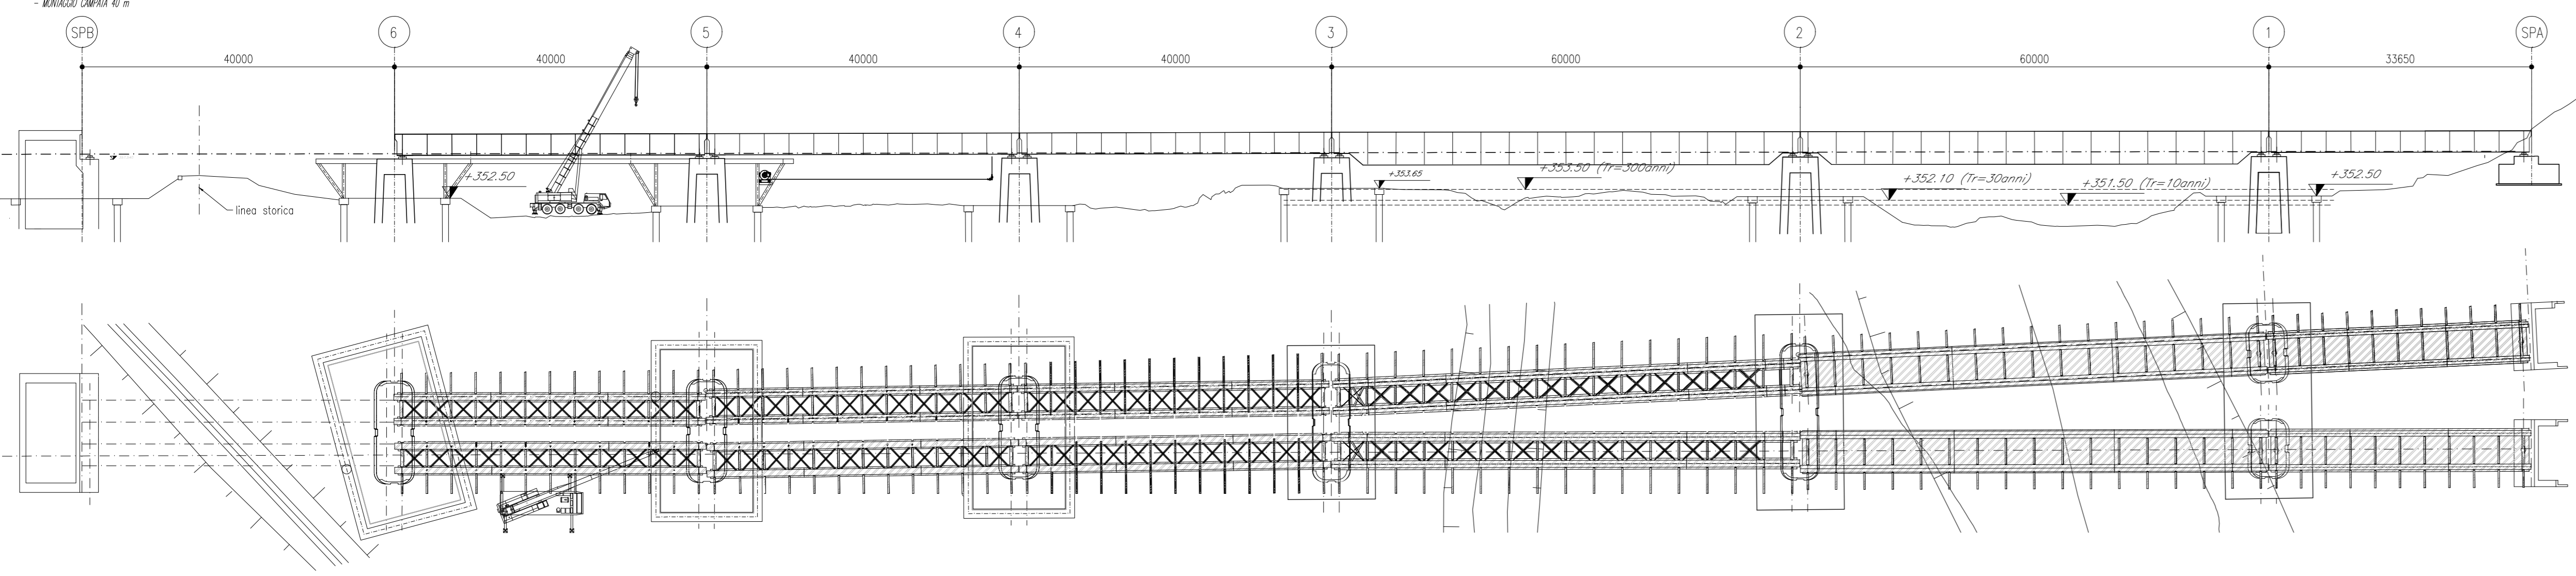 - MONTAGGIO CAMPATA 40 m
SPB 6 5 4 3 2 1 SPA
40000 40000 40000 40000 60000 60000 33650
+352.50
+353.65
+353.50 (Tr=300anni)
+352.10 (Tr=30anni)
+351.50 (Tr=10anni)
+352.50
linea storica